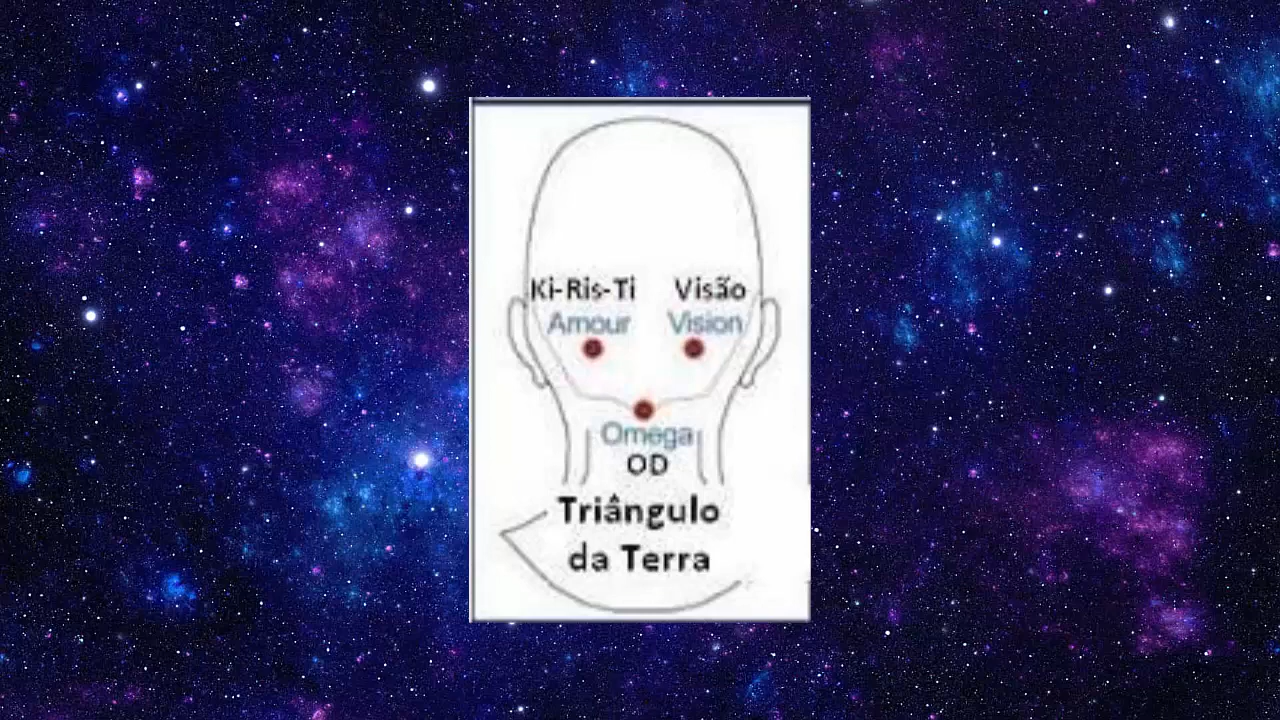 Ki-Ris-Ti Visão
Amour Vision
Omega
OD
Triângulo
da Terra